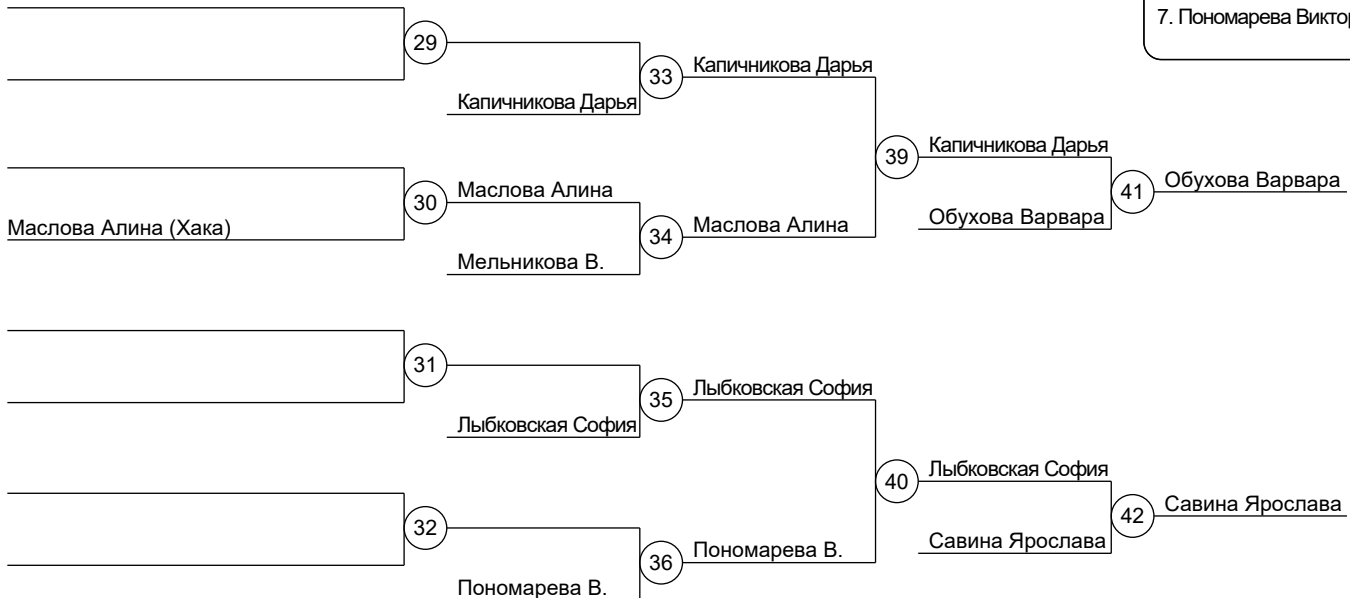 7. Пономарева Виктор
29
33
Капичникова Дарья
Капичникова Дарья
39
Капичникова Дарья
41
Обухова Варвара
30
Маслова Алина
Маслова Алина (Хака)
34
Маслова Алина
Обухова Варвара
Мельникова В.
31
35
Лыбковская София
Лыбковская София
40
Лыбковская София
42
Савина Ярослава
32
36
Пономарева В.
Савина Ярослава
Пономарева В.